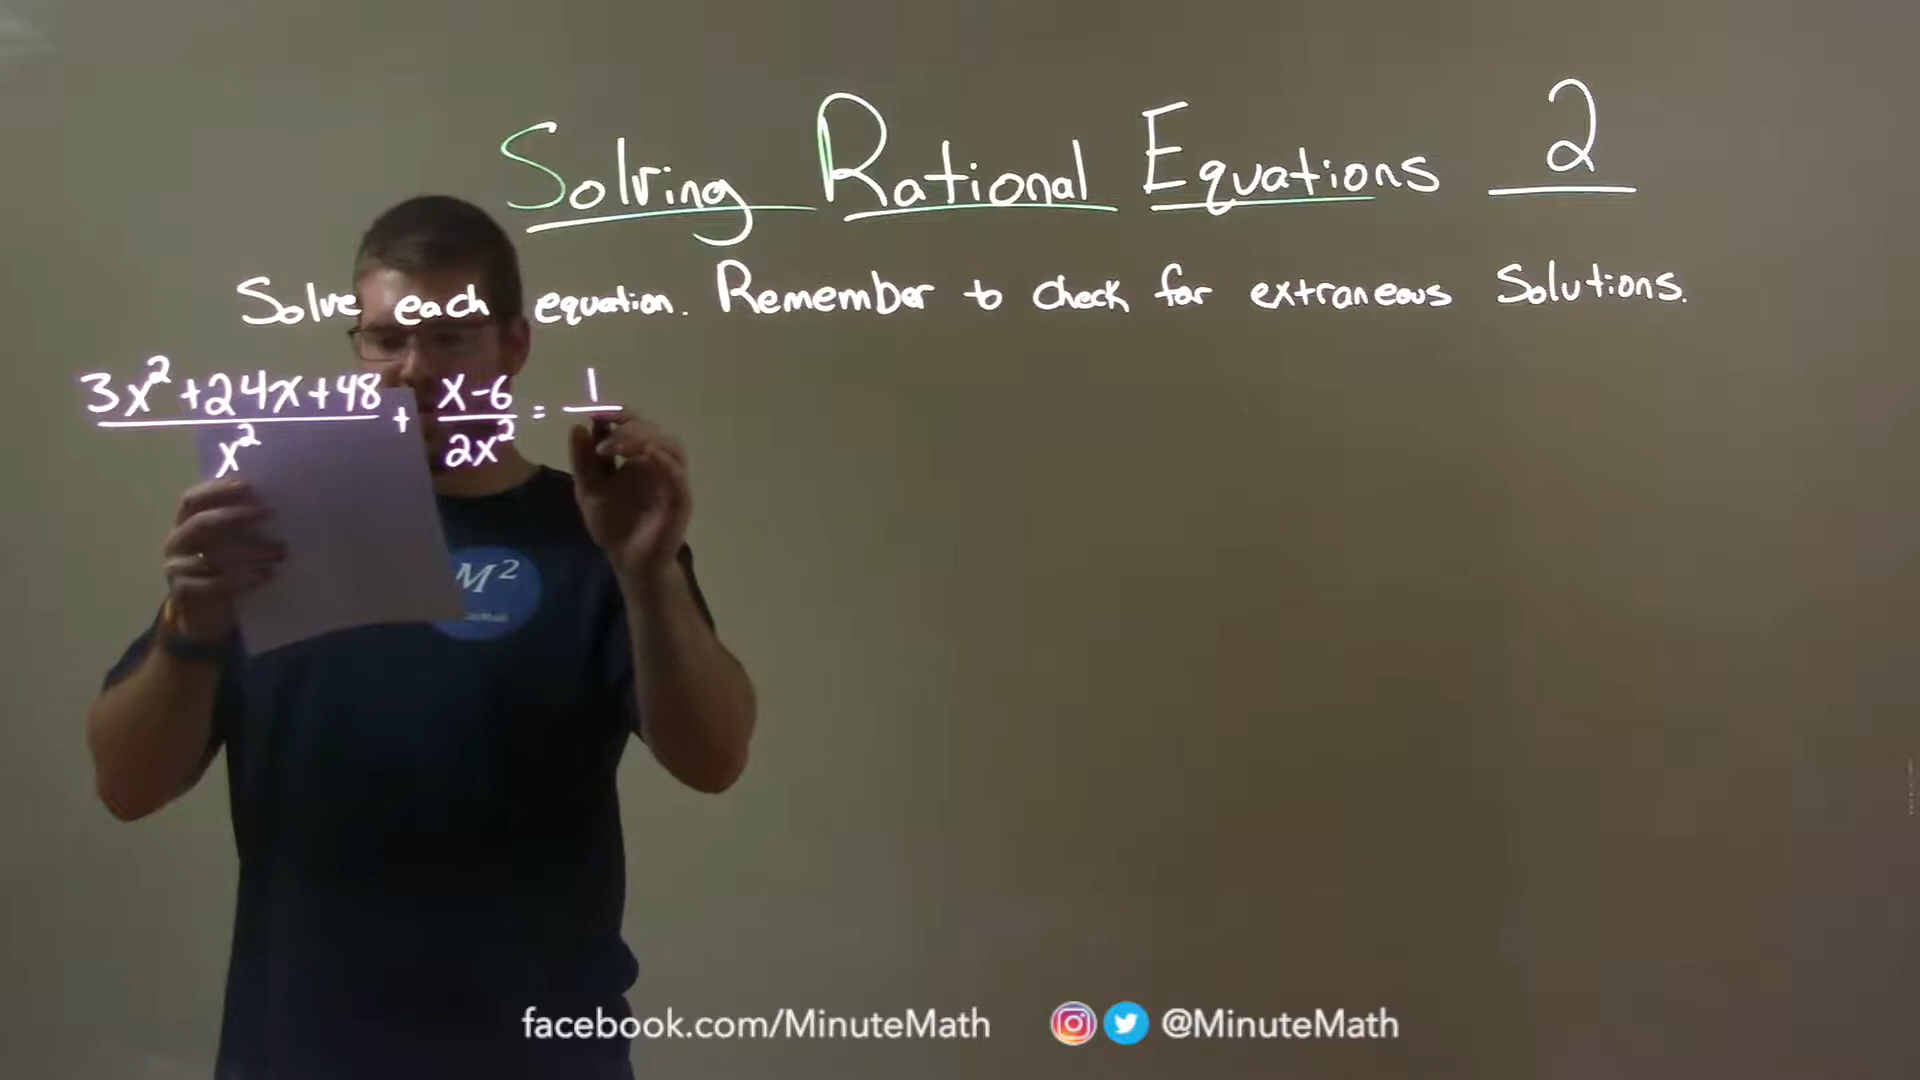 Solving Rational Equations 2
Solve each equation. Remember to check for extraneous Solutions.
3x²+24x+48/x² + x-6/2x² = 1/
M²
facebook.com/MinuteMath @MinuteMath